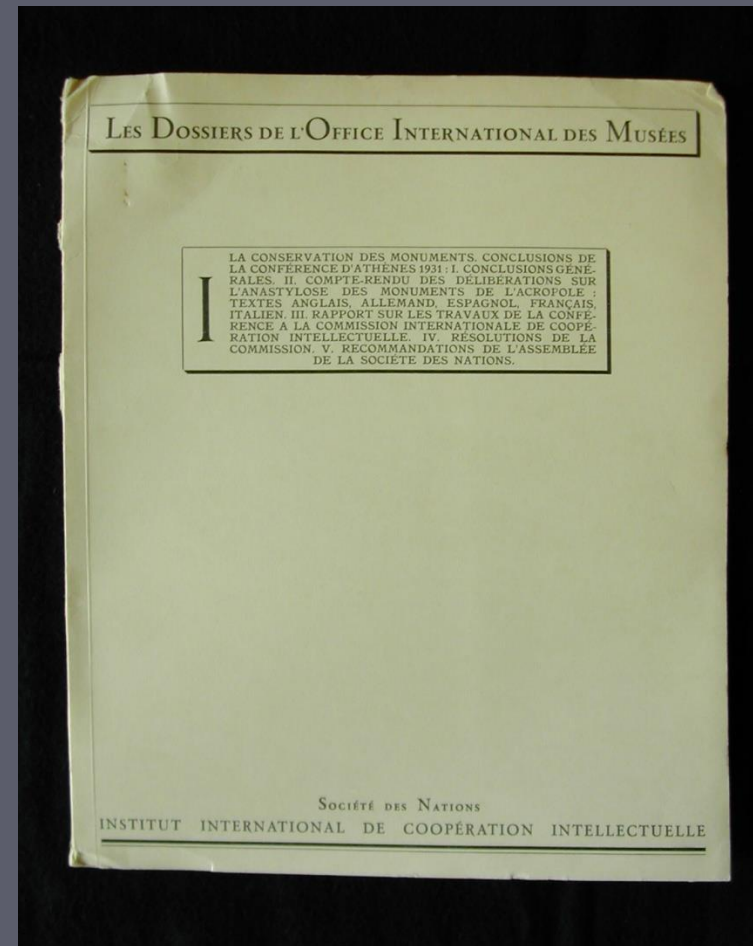 LES DOSSIERS DE L'OFFICE INTERNATIONAL DES MUSÉES
I
LA CONSERVATION DES MONUMENTS. CONCLUSIONS DE
LA CONFÉRENCE D'ATHÈNES 1931 : I. CONCLUSIONS GÉNÉ-
RALES. II. COMPTE-RENDU DES DÉLIBÉRATIONS SUR
L'ANASTYLOSE DES MONUMENTS DE L'ACROPOLE :
TEXTES ANGLAIS, ALLEMAND, ESPAGNOL, FRANÇAIS,
ITALIEN. III. RAPPORT SUR LES TRAVAUX DE LA CONFÉ-
RENCE A LA COMMISSION INTERNATIONALE DE COOPÉ-
RATION INTELLECTUELLE. IV. RÉSOLUTIONS DE LA
COMMISSION. V. RECOMMANDATIONS DE L'ASSEMBLÉE
DE LA SOCIÉTÉ DES NATIONS.
SOCIÉTÉ DES NATIONS
INSTITUT INTERNATIONAL DE COOPÉRATION INTELLECTUELLE